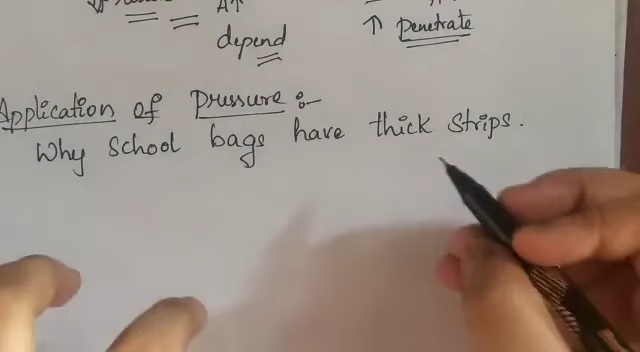 A↑
depend
↑ Penetrate
Application of Pressure :-
Why School bags have thick Strips.